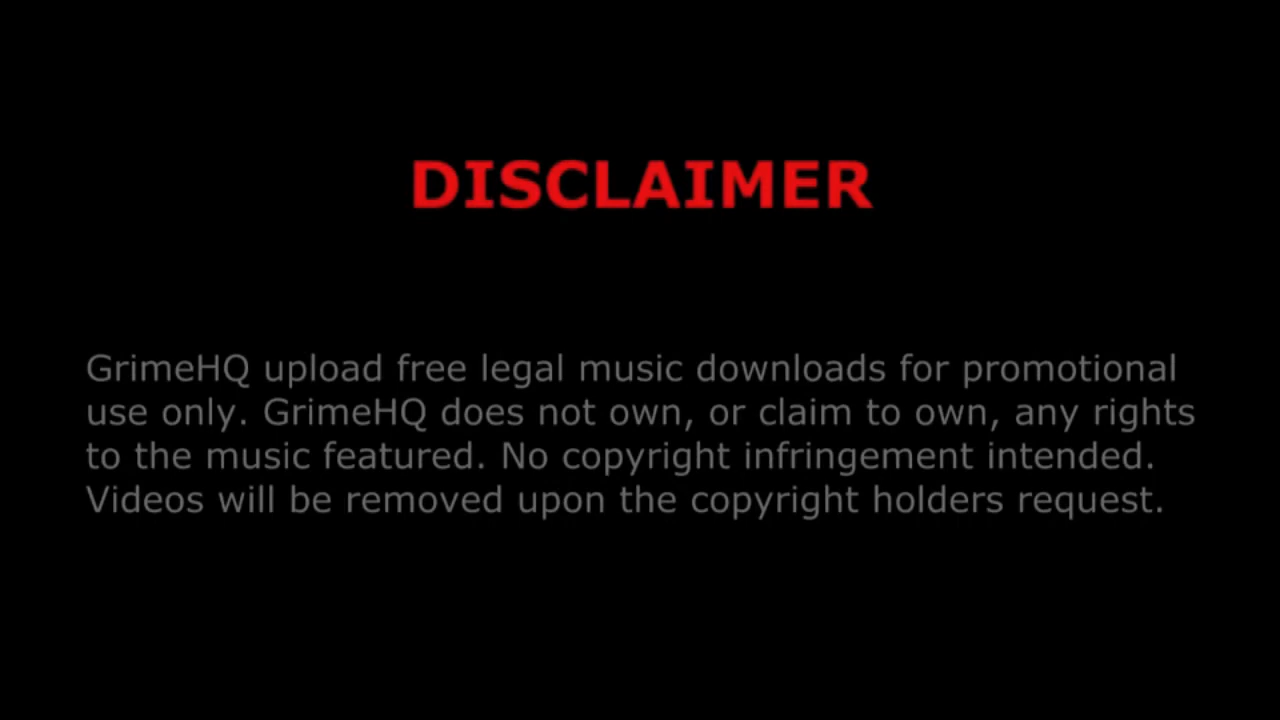 DISCLAIMER
GrimeHQ upload free legal music downloads for promotional
use only. GrimeHQ does not own, or claim to own, any rights
to the music featured. No copyright infringement intended.
Videos will be removed upon the copyright holders request.